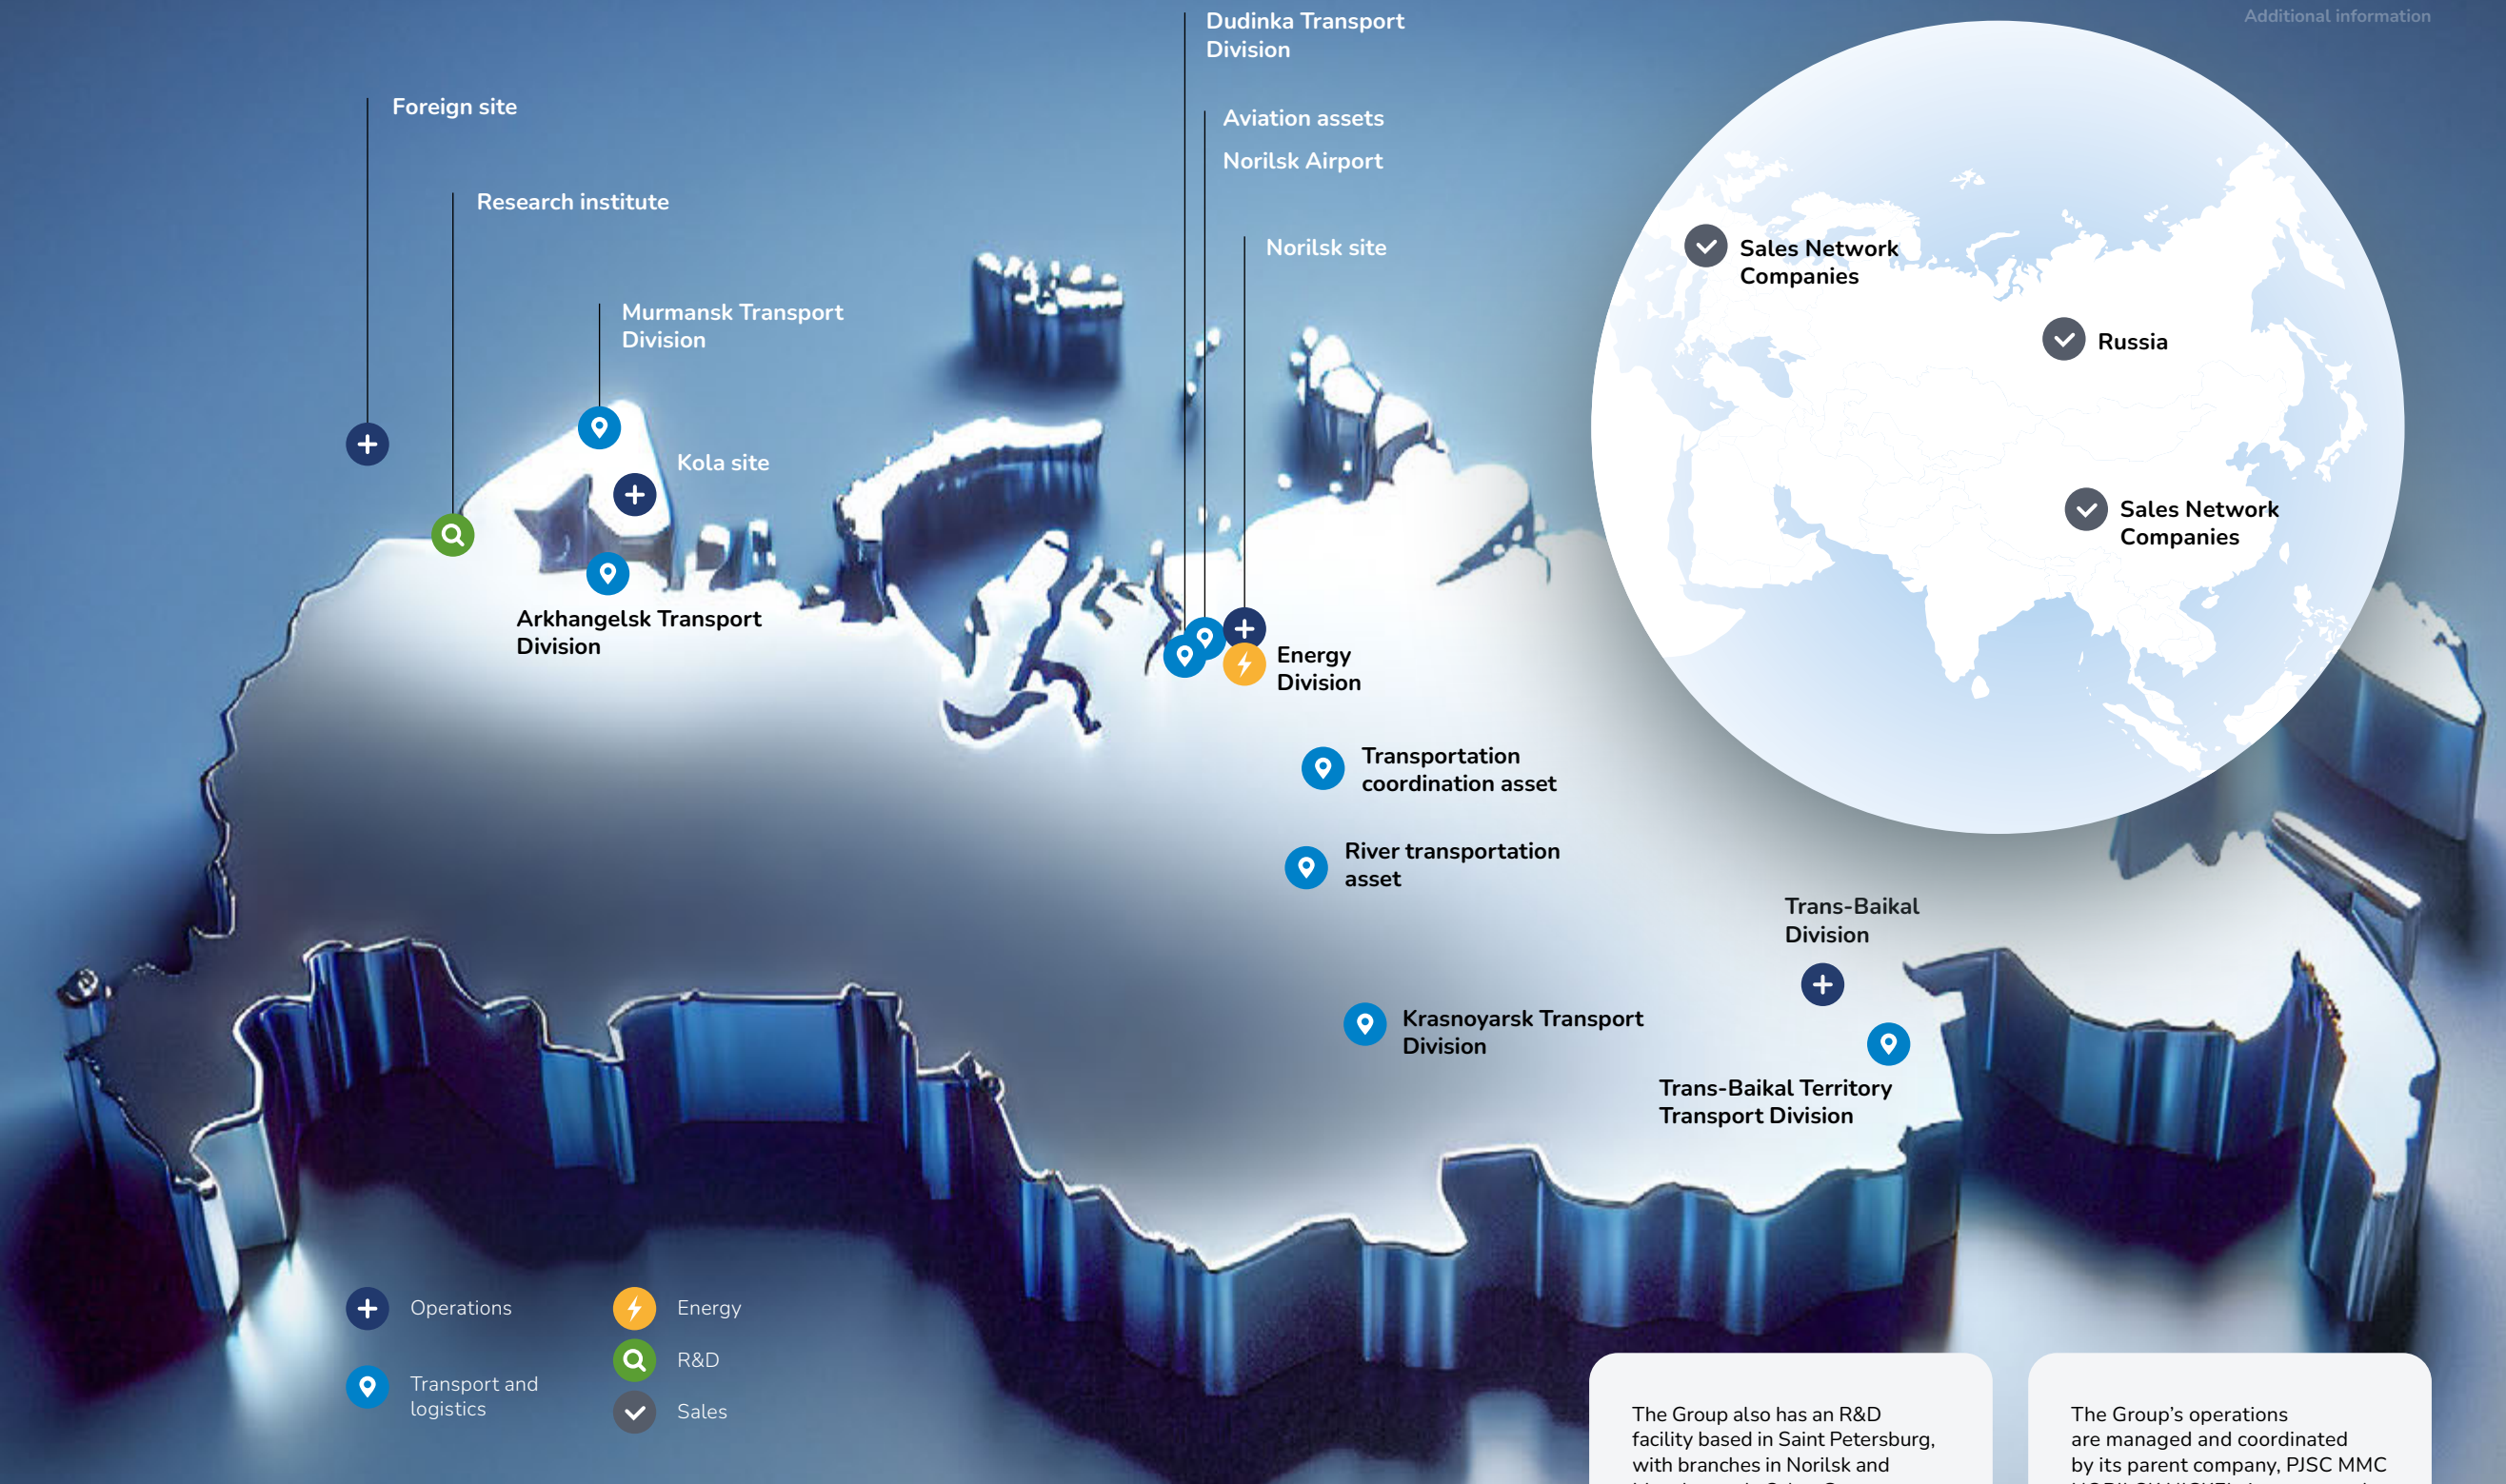 Additional information
Dudinka Transport
Division
Foreign site
Aviation assets
Norilsk Airport
Research institute
Norilsk site
Murmansk Transport
Division
Kola site
Arkhangelsk Transport
Division
Energy
Division
Transportation
coordination asset
River transportation
asset
Krasnoyarsk Transport
Division
Trans-Baikal
Division
Trans-Baikal Territory
Transport Division
Sales Network
Companies
Russia
Sales Network
Companies
Operations
Transport and
logistics
Energy
R&D
Sales
The Group also has an R&D
facility based in Saint Petersburg,
with branches in Norilsk and
The Group’s operations
are managed and coordinated
by its parent company, PJSC MMC